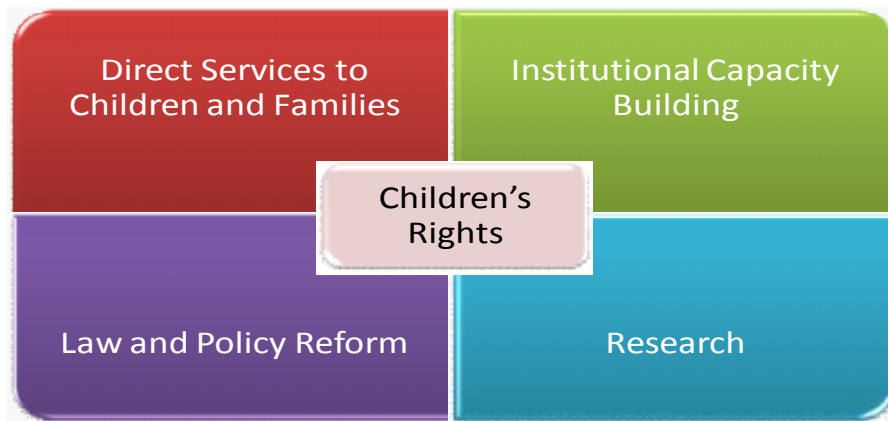 Direct Services to
Children and Families
Institutional Capacity
Building
Children’s
Rights
Law and Policy Reform
Research